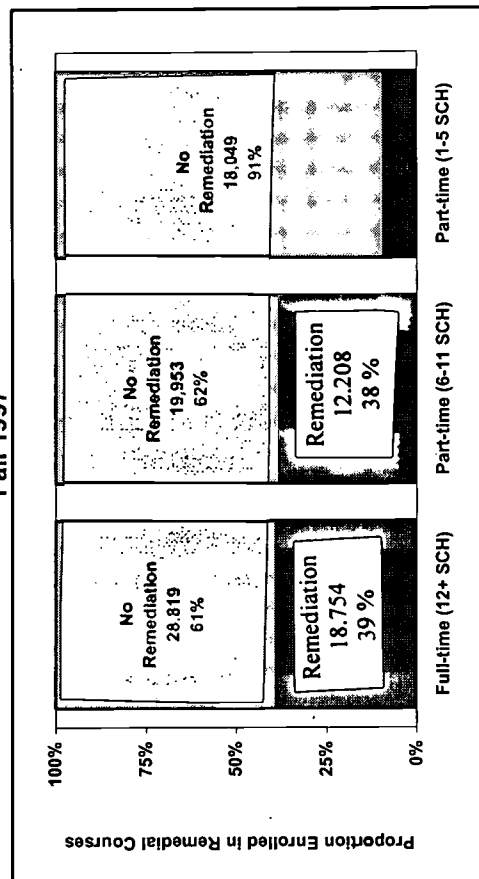 Proportion Enrolled in Remedial Courses
100%
75%
50%
25%
0%
No
Remediation
28.819
61%
Remediation
18.754
39 %
Full-time (12+ SCH)
No
Remediation
19,953
62%
Remediation
12.208
38 %
Part-time (6-11 SCH)
No
Remediation
18,049
91%
Part-time (1-5 SCH)